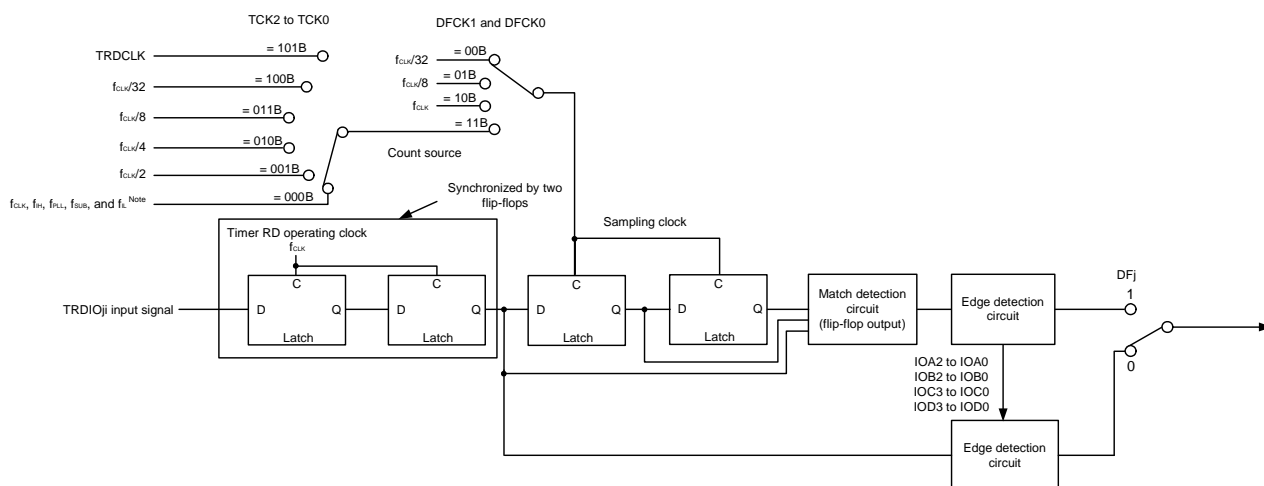 TCK2 to TCK0
DFCK1 and DFCK0
TRDCLK
= 101B
fCLK/32
= 100B
fCLK/8
= 011B
fCLK/4
= 010B
fCLK/2
= 001B
fCLK, fIH, fPLL, fSUB, and fIL Note
= 000B
fCLK/32
= 00B
fCLK/8
= 01B
fCLK
= 10B
= 11B
Count source
Synchronized by two
flip-flops
Timer RD operating clock
fCLK
Sampling clock
TRDIOji input signal
C
D
Q
Latch
C
D
Q
Latch
C
D
Q
Latch
C
D
Q
Latch
Match detection
circuit
(flip-flop output)
Edge detection
circuit
DFj
1
0
IOA2 to IOA0
IOB2 to IOB0
IOC3 to IOC0
IOD3 to IOD0
Edge detection
circuit